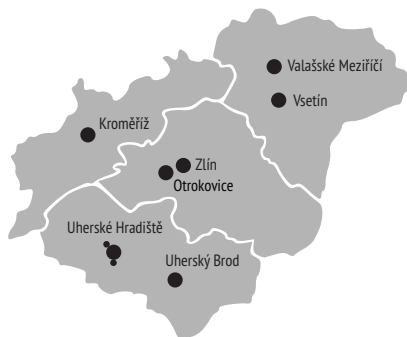 Valašské Meziříčí
Vsetín
Kroměříž
Zlín
Otrokovice
Uherské Hradiště
Uherský Brod